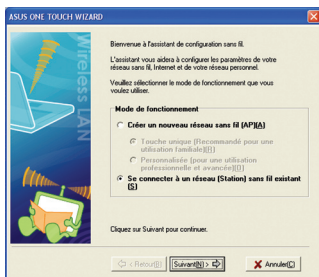 ASUS ONE TOUCH WIZARD
Wireless LAN
Bienvenue à l'assistant de configuration sans fil.
L'assistant vous aidera à configurer les paramètres de votre
réseau sans fil, Internet et de votre réseau personnel.
Veuillez sélectionner le mode de fonctionnement que vous
voulez utiliser.
Mode de fonctionnement
Créer un nouveau réseau sans fil (AP)(A)
Touche unique (Recommandé pour une
utilisation familiale)(R)
Personnalisée (pour une utilisation
professionnelle et avancée)(D)
Se connecter à un réseau (Station) sans fil existant
(S)
Cliquez sur Suivant pour continuer.
< Retour(B)
Suivant(N) >
Annuler(C)